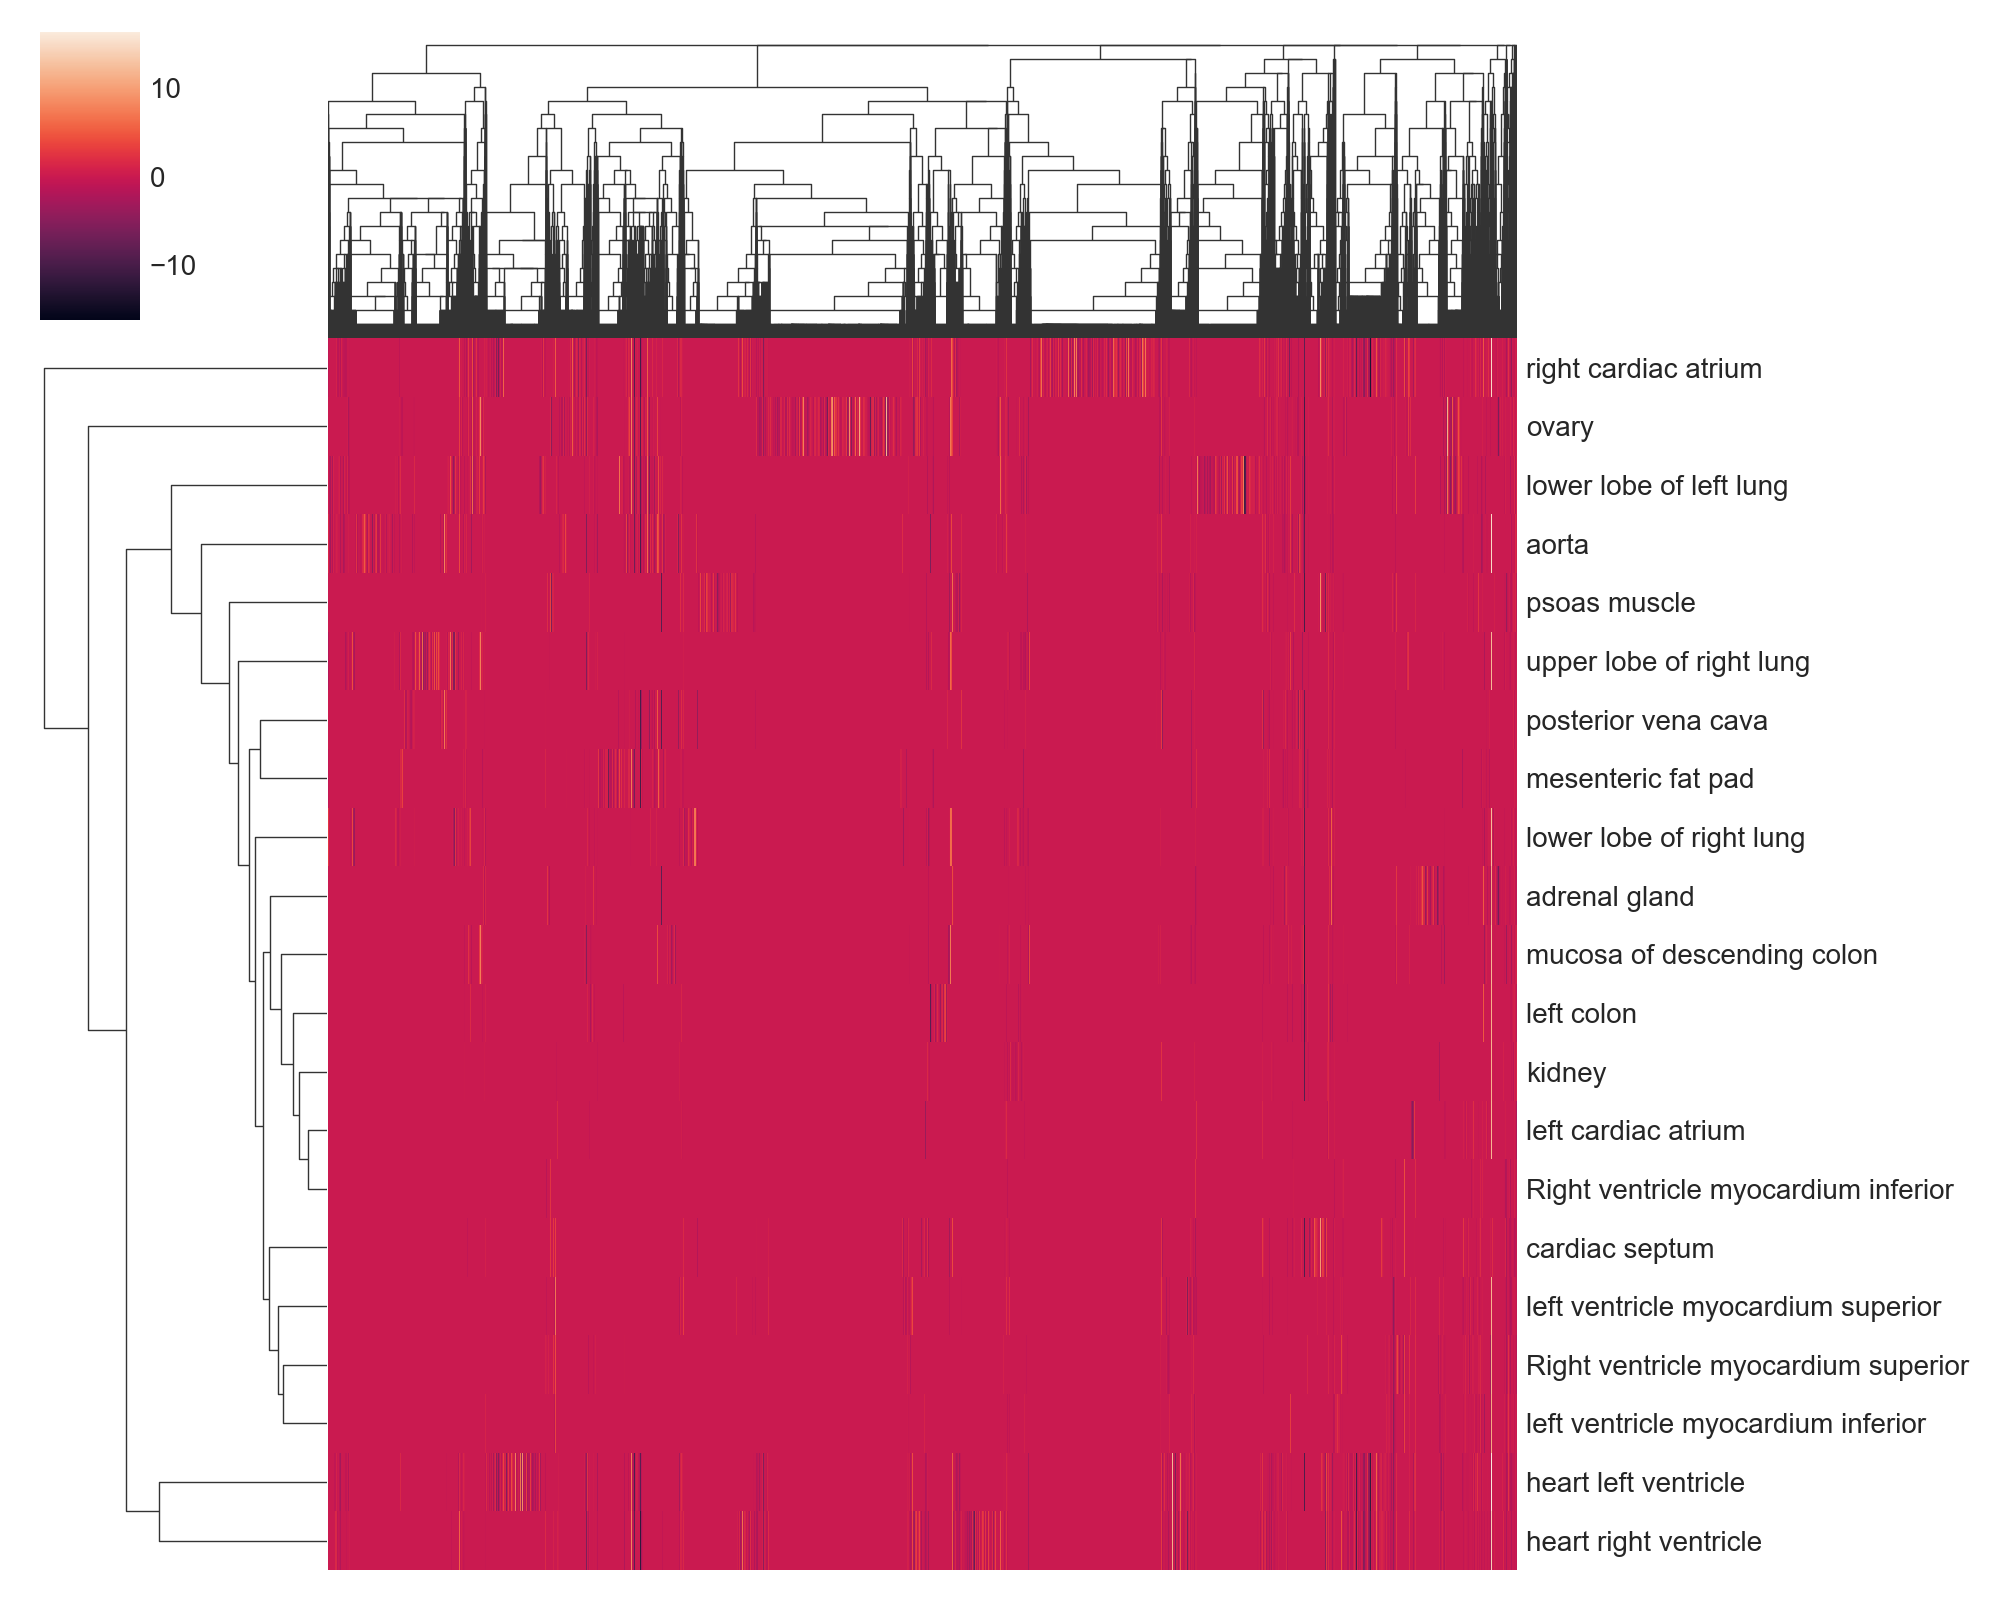 10
0
−10
right cardiac atrium
ovary
lower lobe of left lung
aorta
psoas muscle
upper lobe of right lung
posterior vena cava
mesenteric fat pad
lower lobe of right lung
adrenal gland
mucosa of descending colon
left colon
kidney
left cardiac atrium
Right ventricle myocardium inferior
cardiac septum
left ventricle myocardium superior
Right ventricle myocardium superior
left ventricle myocardium inferior
heart left ventricle
heart right ventricle